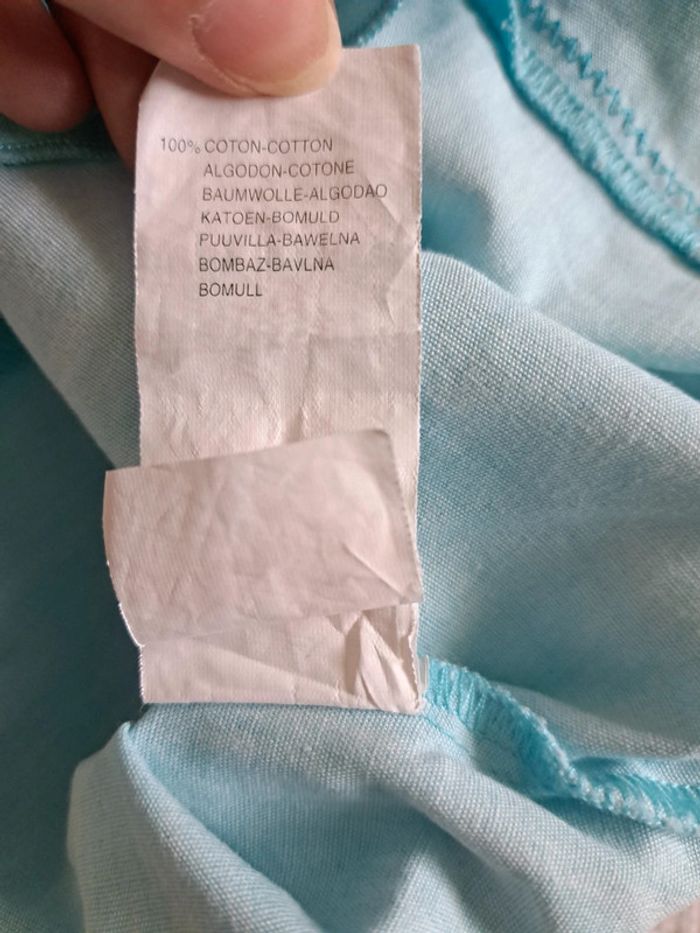 100% COTON-COTTON
ALGODON-COTONE
BAUMWOLLE-ALGODAO
KATOEN-BOMULD
PUUVILLA-BAWELNA
BOMBAZ-BAVLNA
BOMULL